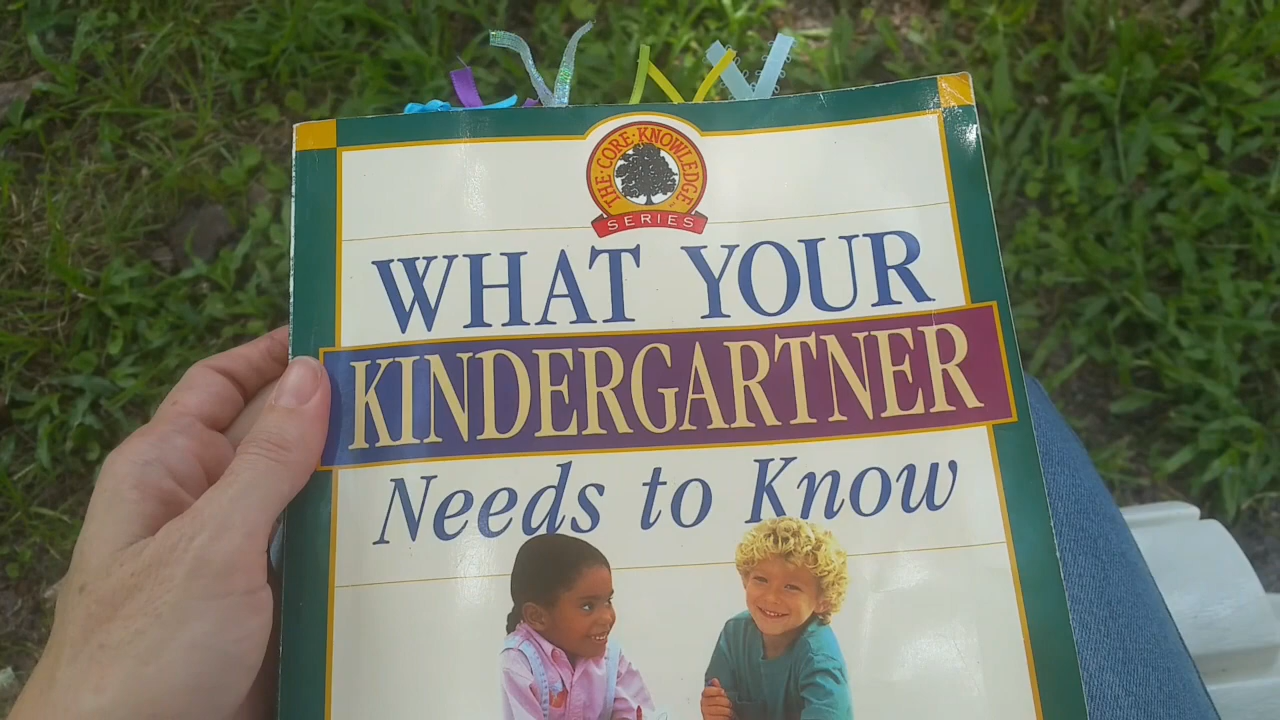 THE·CORE·KNOWLEDGE
SERIES
WHAT YOUR
KINDERGARTNER
Needs to Know